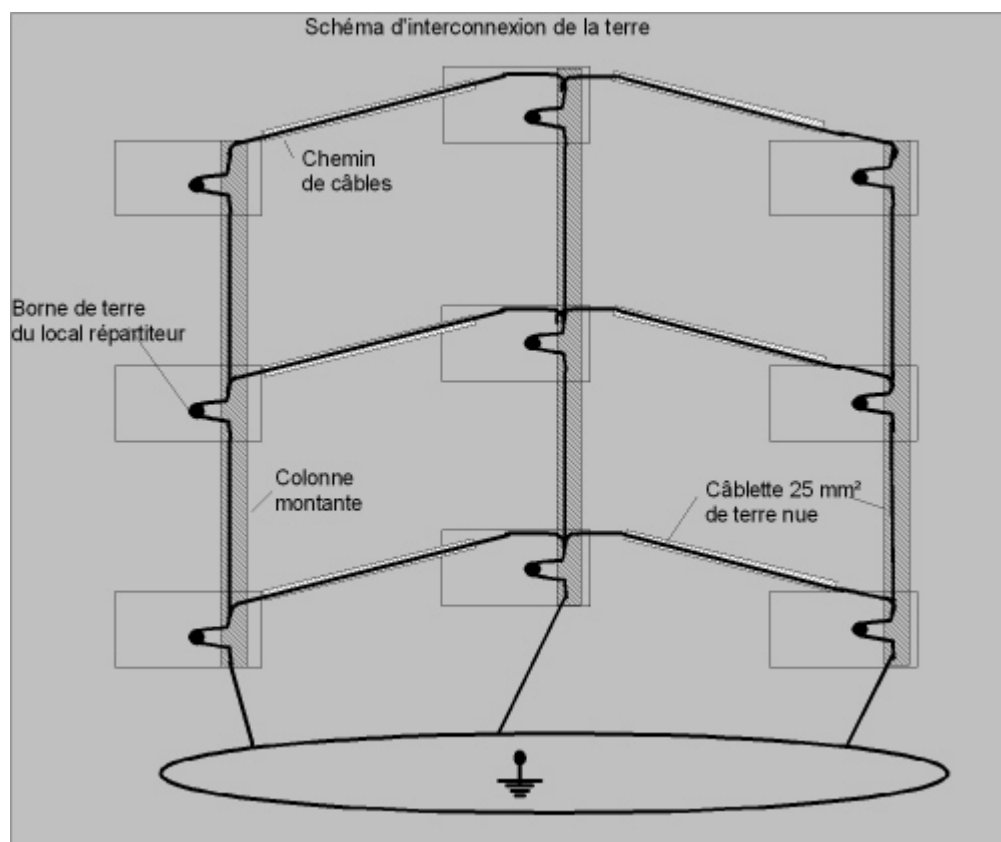 Schéma d'interconnexion de la terre
Chemin
de câbles
Borne de terre
du local répartiteur
Colonne
montante
Câblette 25 mm²
de terre nue